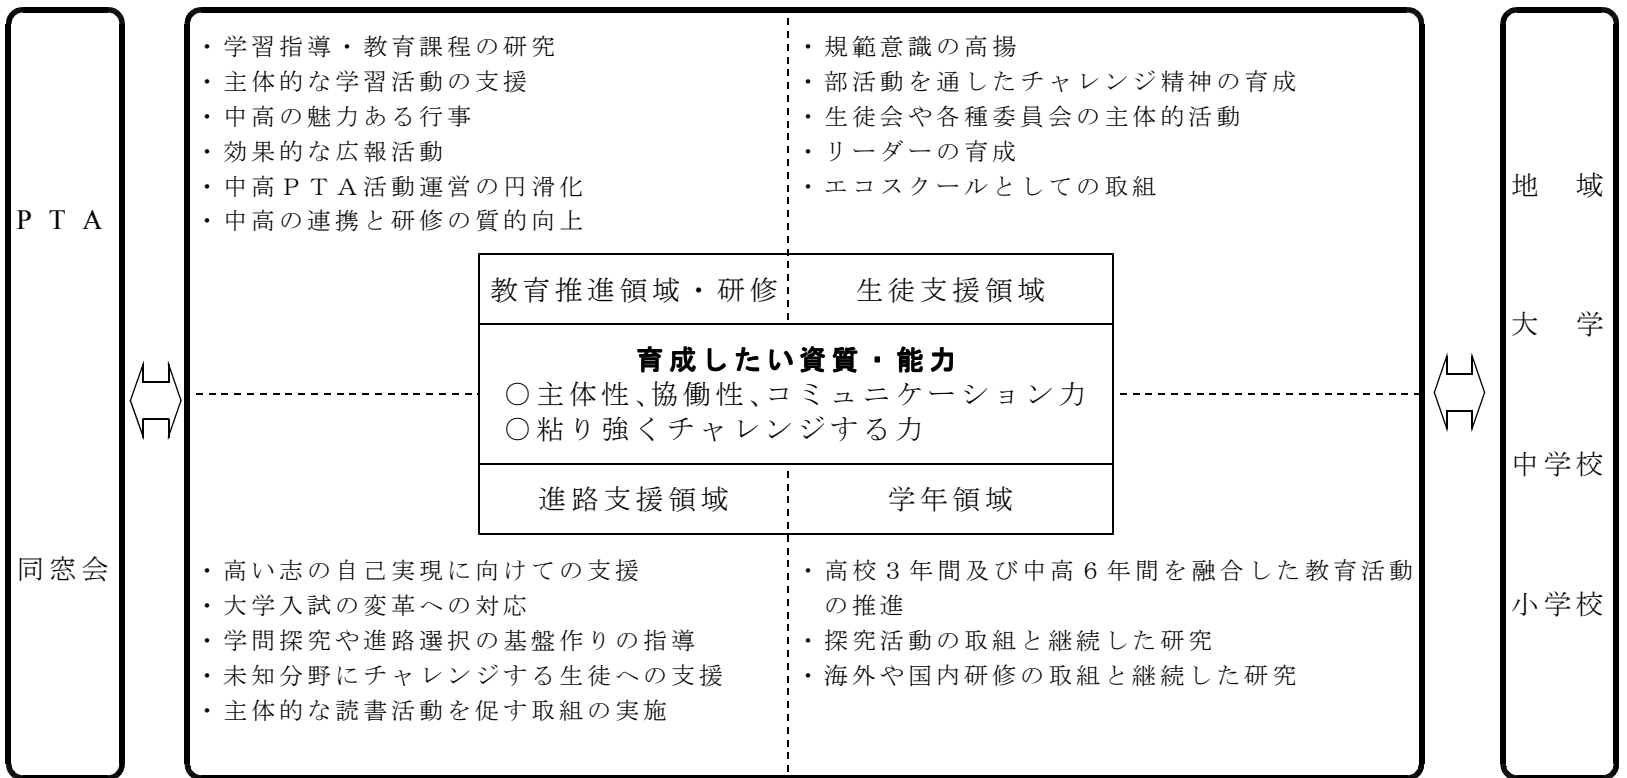 ＰＴＡ
同窓会
・学習指導・教育課程の研究
・主体的な学習活動の支援
・中高の魅力ある行事
・効果的な広報活動
・中高ＰＴＡ活動運営の円滑化
・中高の連携と研修の質的向上
・規範意識の高揚
・部活動を通したチャレンジ精神の育成
・生徒会や各種委員会の主体的活動
・リーダーの育成
・エコスクールとしての取組
教育推進領域・研修
生徒支援領域
育成したい資質・能力
○主体性、協働性、コミュニケーション力
○粘り強くチャレンジする力
進路支援領域
学年領域
・高い志の自己実現に向けての支援
・大学入試の変革への対応
・学問探究や進路選択の基盤作りの指導
・未知分野にチャレンジする生徒への支援
・主体的な読書活動を促す取組の実施
・高校３年間及び中高６年間を融合した教育活動
の推進
・探究活動の取組と継続した研究
・海外や国内研修の取組と継続した研究
地　域
大　学
中学校
小学校